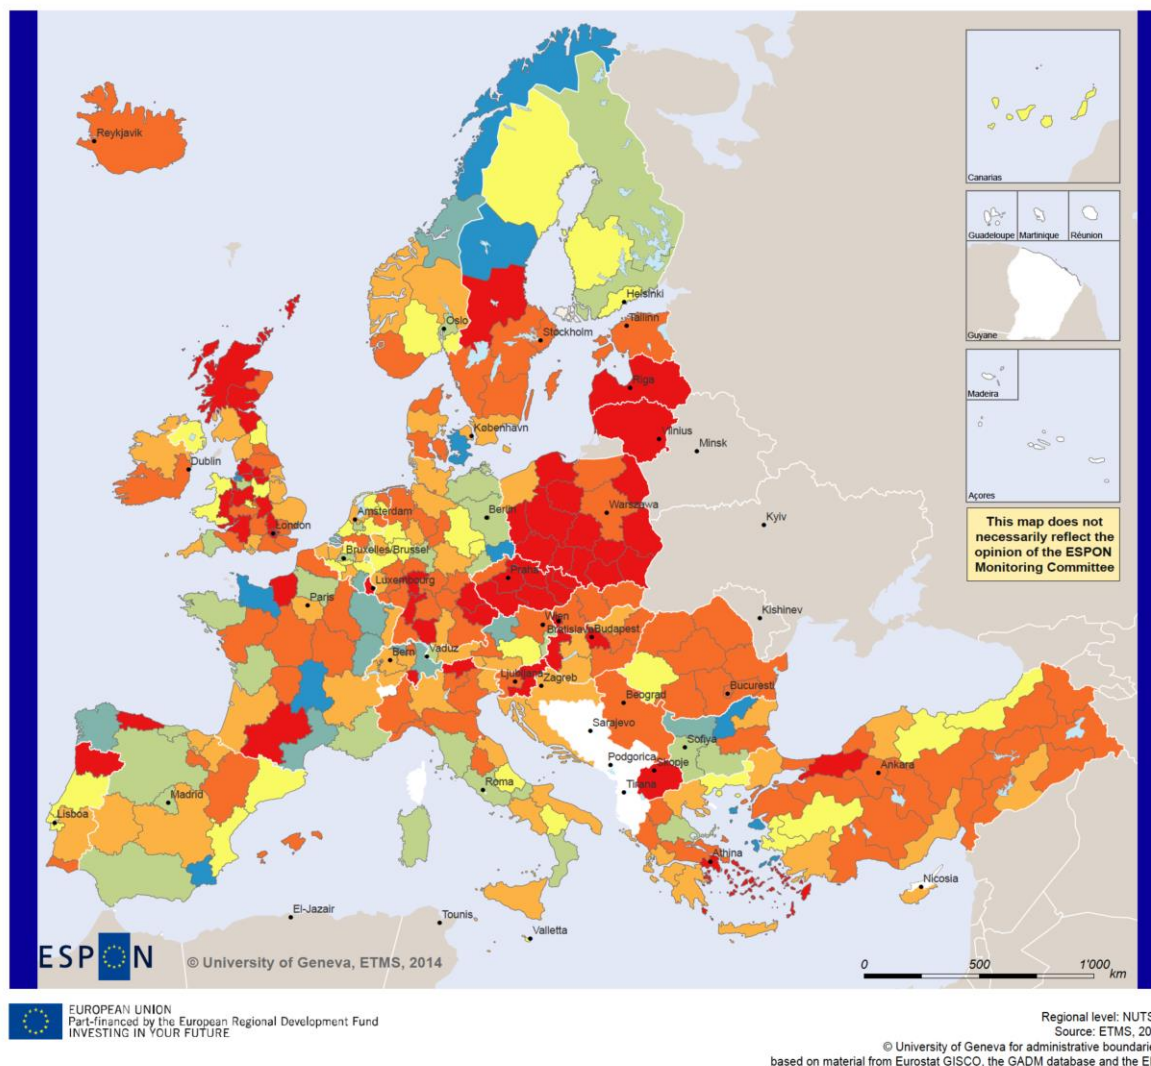 Reykjavik
Canarias
Guadeloupe
Martinique
Réunion
Guyane
Madeira
Açores
This map does not
necessarily reflect the
opinion of the ESPON
Monitoring Committee
Helsinki
Oslo
Tallinn
Stockholm
Riga
København
Vilnius
Minsk
Dublin
London
Amsterdam
Berlin
Warszawa
Kyiv
Bruxelles/Brussel
Luxembourg
Praha
Paris
Wien
Kishinev
Bratislava
Budapest
Bern
Vaduz
Ljubljana
Zagreb
Beograd
Bucuresti
Sarajevo
Podgorica
Sofiya
Skopje
Tirana
Roma
Madrid
Lisboa
Ankara
Athina
Nicosia
El-Jazair
Tounis
Valletta
ESPON
© University of Geneva, ETMS, 2014
0 500 1'000
km
EUROPEAN UNION
Part-financed by the European Regional Development Fund
INVESTING IN YOUR FUTURE
Regional level: NUTS
Source: ETMS, 20
© University of Geneva for administrative boundarie
based on material from Eurostat GISCO, the GADM database and the E